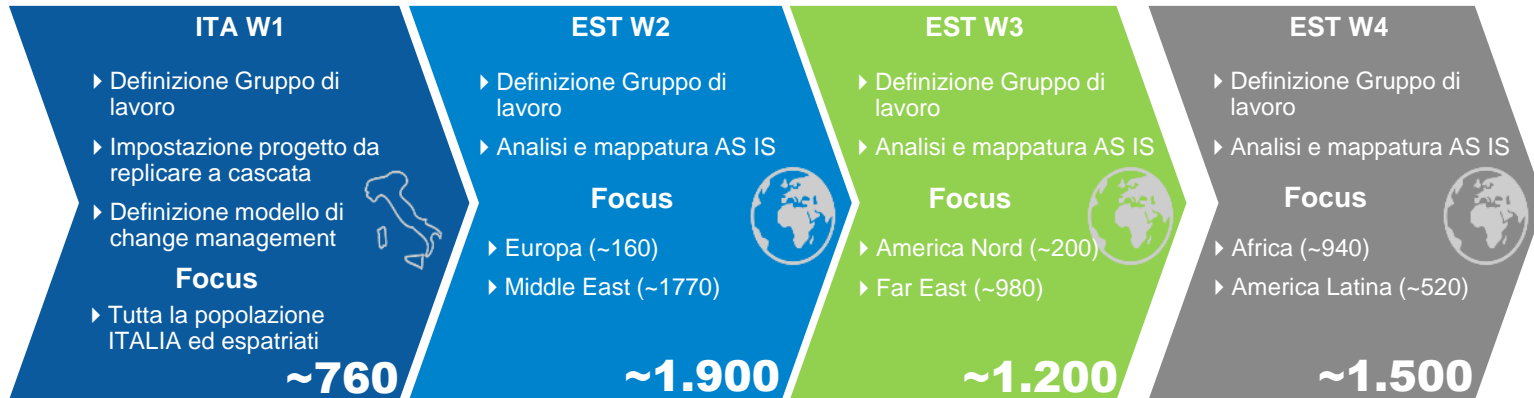 ITA W1
Definizione Gruppo di
lavoro
Impostazione progetto da
replicare a cascata
Definizione modello di
change management
Focus
Tutta la popolazione
ITALIA ed espatriati
~760
EST W2
Definizione Gruppo di
lavoro
Analisi e mappatura AS IS
Focus
Europa (~160)
Middle East (~1770)
~1.900
EST W3
Definizione Gruppo di
lavoro
Analisi e mappatura AS IS
Focus
America Nord (~200)
Far East (~980)
~1.200
EST W4
Definizione Gruppo di
lavoro
Analisi e mappatura AS IS
Focus
Africa (~940)
America Latina (~520)
~1.500